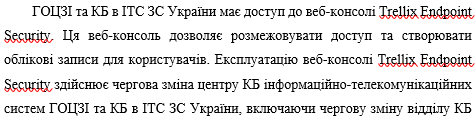 ГОЦЗІ та КБ в ІТС ЗС України має доступ до веб-консолі Trellix Endpoint
Security. Ця веб-консоль дозволяє розмежовувати доступ та створювати
облікові записи для користувачів. Експлуатацію веб-консолі Trellix Endpoint
Security здійснює чергова зміна центру КБ інформаційно-телекомунікаційних
систем ГОЦЗІ та КБ в ІТС ЗС України, включаючи чергову зміну відділу КБ